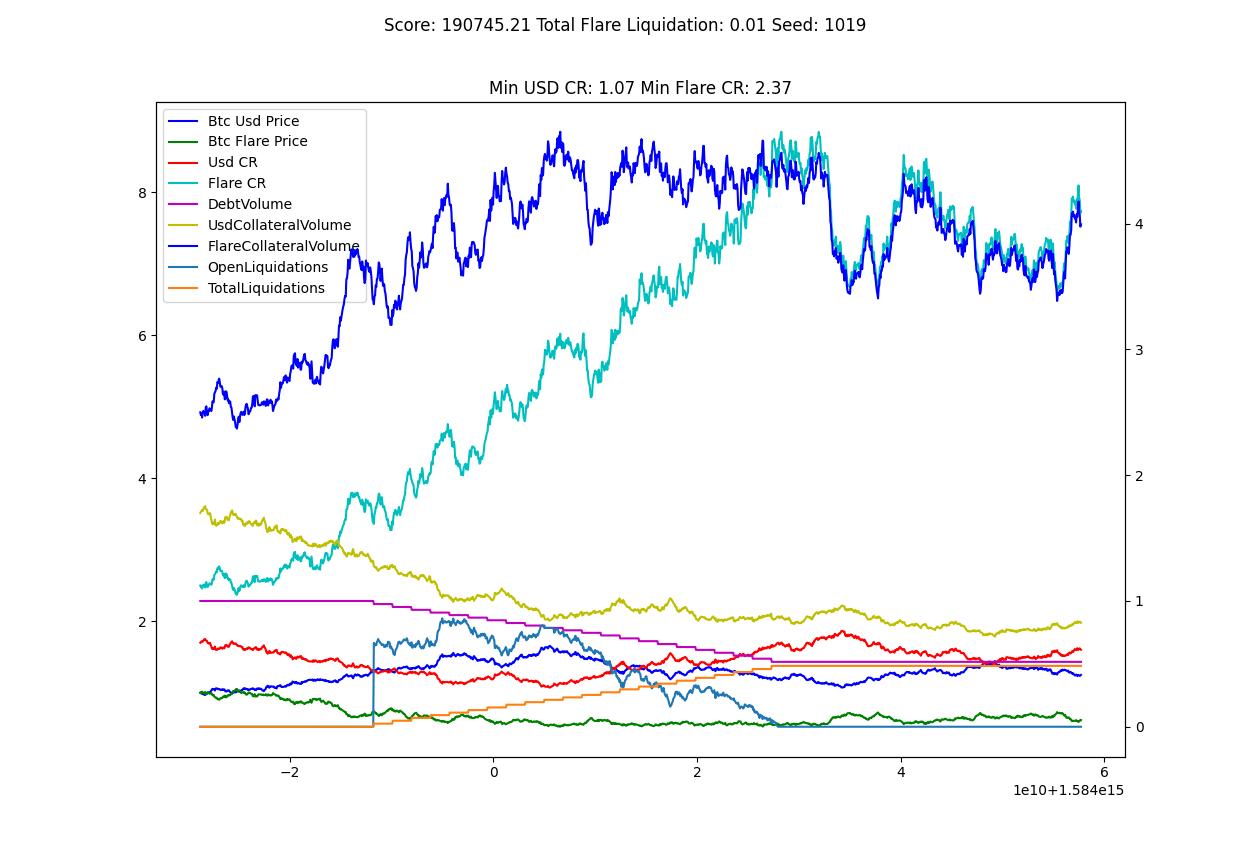 Score: 190745.21 Total Flare Liquidation: 0.01 Seed: 1019
Min USD CR: 1.07 Min Flare CR: 2.37
Btc Usd Price
Btc Flare Price
Usd CR
Flare CR
DebtVolume
UsdCollateralVolume
FlareCollateralVolume
OpenLiquidations
TotalLiquidations
8
6
4
2
4
3
2
1
0
−2
0
2
4
6
1e10+1.584e15